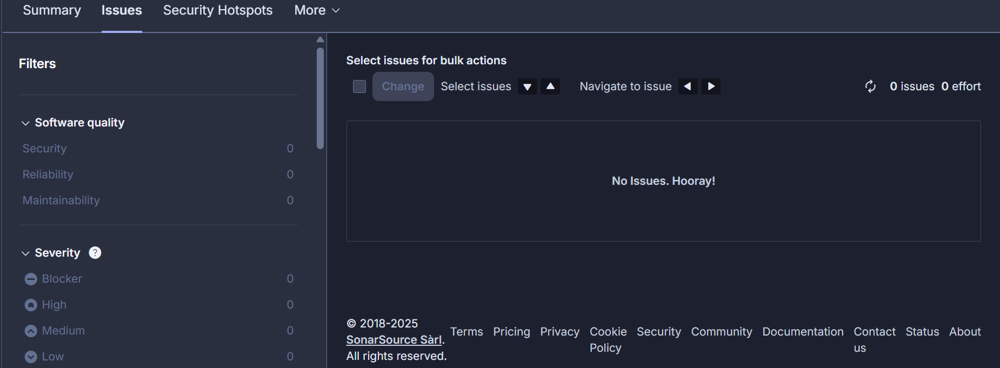 Summary Issues Security Hotspots More
Filters
Software quality
Security 0
Reliability 0
Maintainability 0
Severity ?
Blocker 0
High 0
Medium 0
Low 0
Select issues for bulk actions
Change Select issues Navigate to issue 0 issues 0 effort
No Issues. Hooray!
© 2018-2025
SonarSource Sàrl.
All rights reserved.
Terms Pricing Privacy Cookie Policy Security Community Documentation Contact us Status About